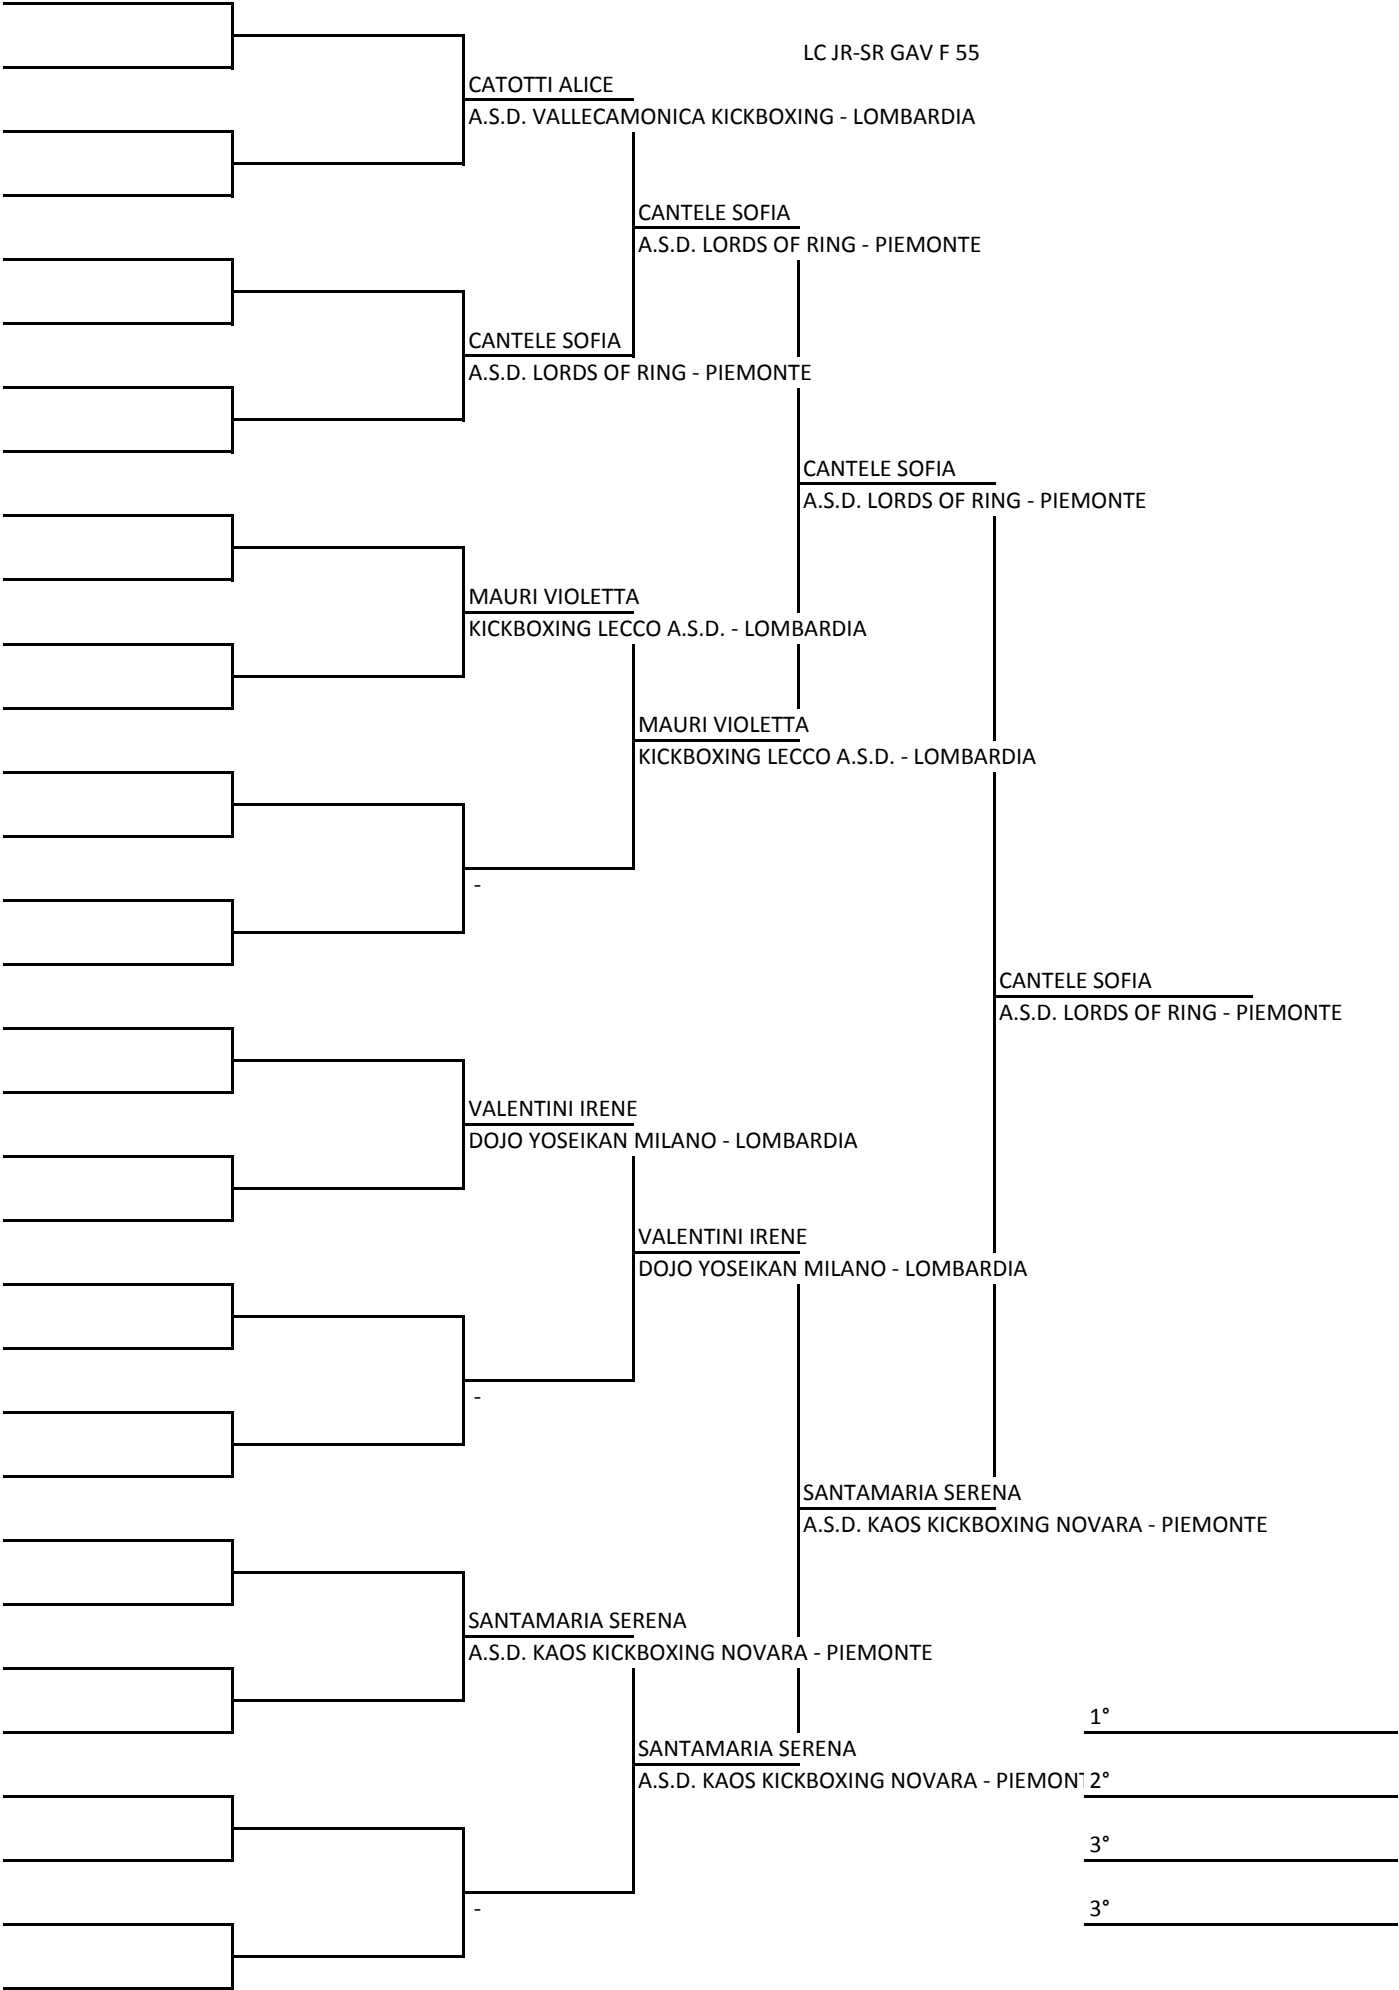 LC JR-SR GAV F 55
CATOTTI ALICE
A.S.D. VALLECAMONICA KICKBOXING - LOMBARDIA
CANTELE SOFIA
A.S.D. LORDS OF RING - PIEMONTE
CANTELE SOFIA
A.S.D. LORDS OF RING - PIEMONTE
CANTELE SOFIA
A.S.D. LORDS OF RING - PIEMONTE
MAURI VIOLETTA
KICKBOXING LECCO A.S.D. - LOMBARDIA
MAURI VIOLETTA
KICKBOXING LECCO A.S.D. - LOMBARDIA
-
CANTELE SOFIA
A.S.D. LORDS OF RING - PIEMONTE
VALENTINI IRENE
DOJO YOSEIKAN MILANO - LOMBARDIA
VALENTINI IRENE
DOJO YOSEIKAN MILANO - LOMBARDIA
-
SANTAMARIA SERENA
A.S.D. KAOS KICKBOXING NOVARA - PIEMONTE
SANTAMARIA SERENA
A.S.D. KAOS KICKBOXING NOVARA - PIEMONTE
1°
SANTAMARIA SERENA
A.S.D. KAOS KICKBOXING NOVARA - PIEMONT
2°
3°
-
3°